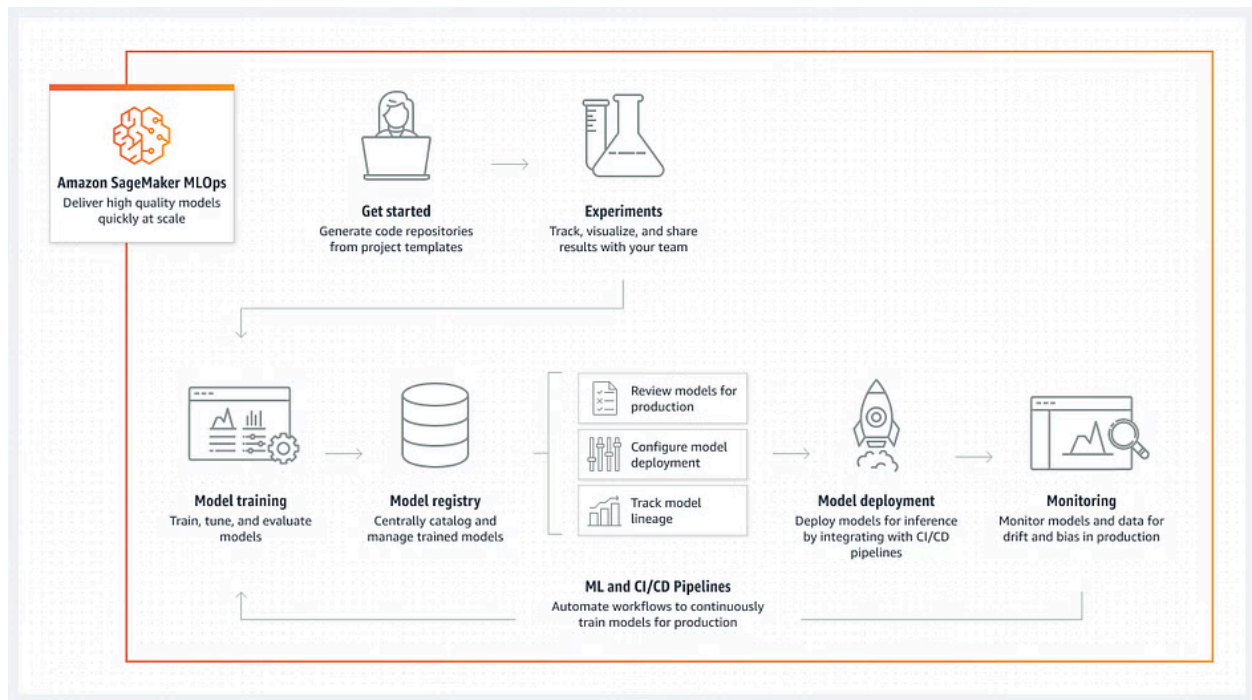 Amazon SageMaker MLOps
Deliver high quality models
quickly at scale
Get started
Generate code repositories
from project templates
Experiments
Track, visualize, and share
results with your team
Model training
Train, tune, and evaluate
models
Model registry
Centrally catalog and
manage trained models
Review models for
production
Configure model
deployment
Track model
lineage
Model deployment
Deploy models for inference
by integrating with CI/CD
pipelines
Monitoring
Monitor models and data for
drift and bias in production
ML and CI/CD Pipelines
Automate workflows to continuously
train models for production